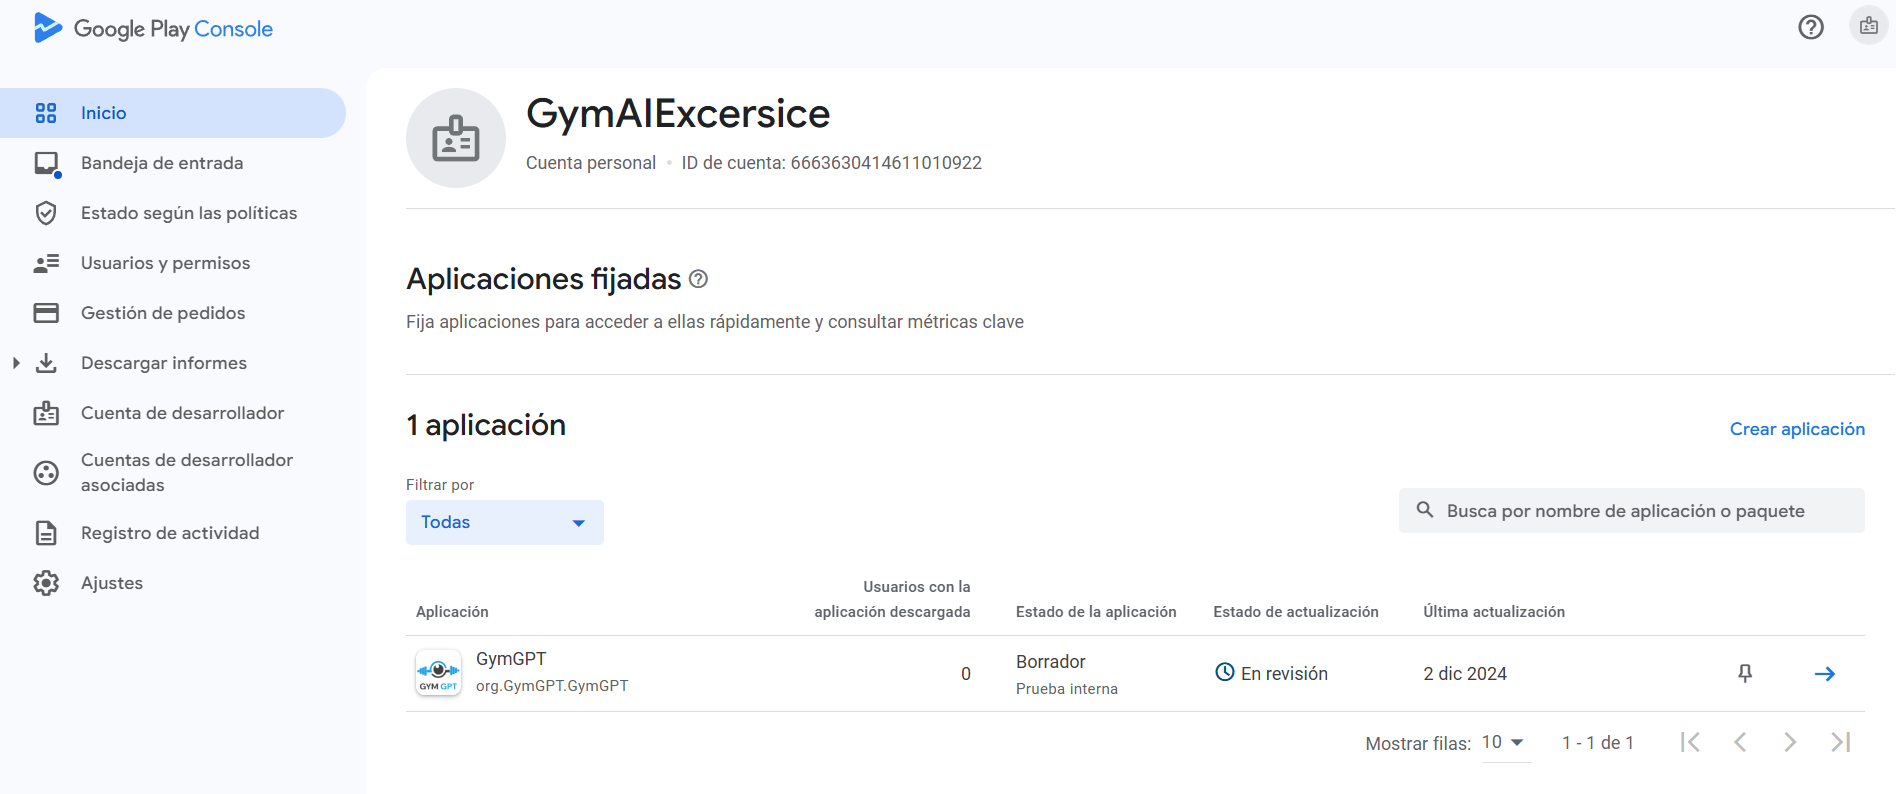 Google Play Console
Inicio
Bandeja de entrada
Estado según las políticas
Usuarios y permisos
Gestión de pedidos
Descargar informes
Cuenta de desarrollador
Cuentas de desarrollador
asociadas
Registro de actividad
Ajustes
GymAIExcersice
Cuenta personal • ID de cuenta: 6663630414611010922
Aplicaciones fijadas
Fija aplicaciones para acceder a ellas rápidamente y consultar métricas clave
1 aplicación
Crear aplicación
Filtrar por
Todas
Busca por nombre de aplicación o paquete
Aplicación
Usuarios con la
aplicación descargada
Estado de la aplicación
Estado de actualización
Última actualización
GYM GPT
GymGPT
org.GymGPT.GymGPT
0
Borrador
Prueba interna
En revisión
2 dic 2024
Mostrar filas: 10
1 - 1 de 1